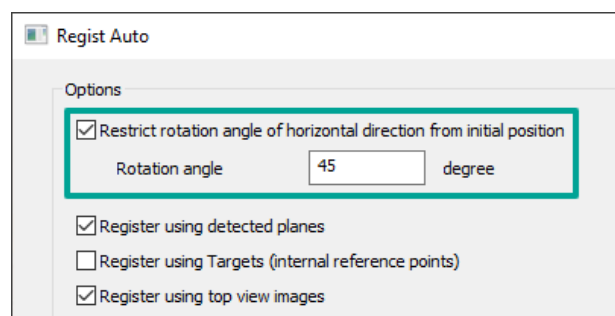 Regist Auto
Options
Restrict rotation angle of horizontal direction from initial position
Rotation angle 45 degree
Register using detected planes
Register using Targets (internal reference points)
Register using top view images